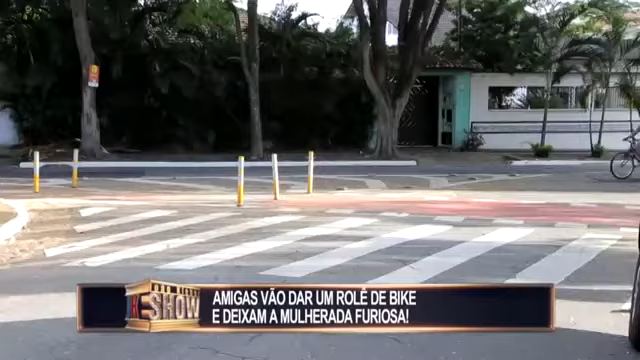 É SHOW
AMIGAS VÃO DAR UM ROLÊ DE BIKE
E DEIXAM A MULHERADA FURIOSA!